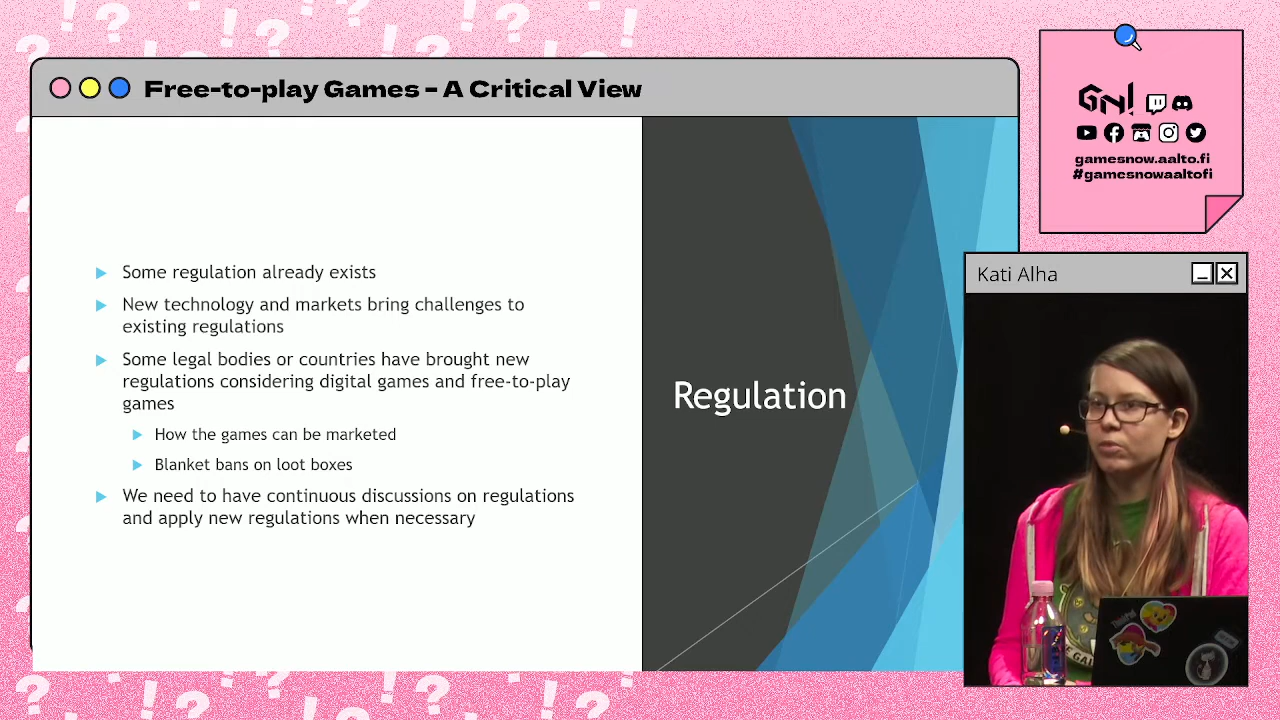 Free-to-play Games – A Critical View
Some regulation already exists
New technology and markets bring challenges to
existing regulations
Some legal bodies or countries have brought new
regulations considering digital games and free-to-play
games
How the games can be marketed
Blanket bans on loot boxes
We need to have continuous discussions on regulations
and apply new regulations when necessary
Regulation
GN!
gamesnow.aalto.fi
#gamesnowaaltofi
Kati Alha